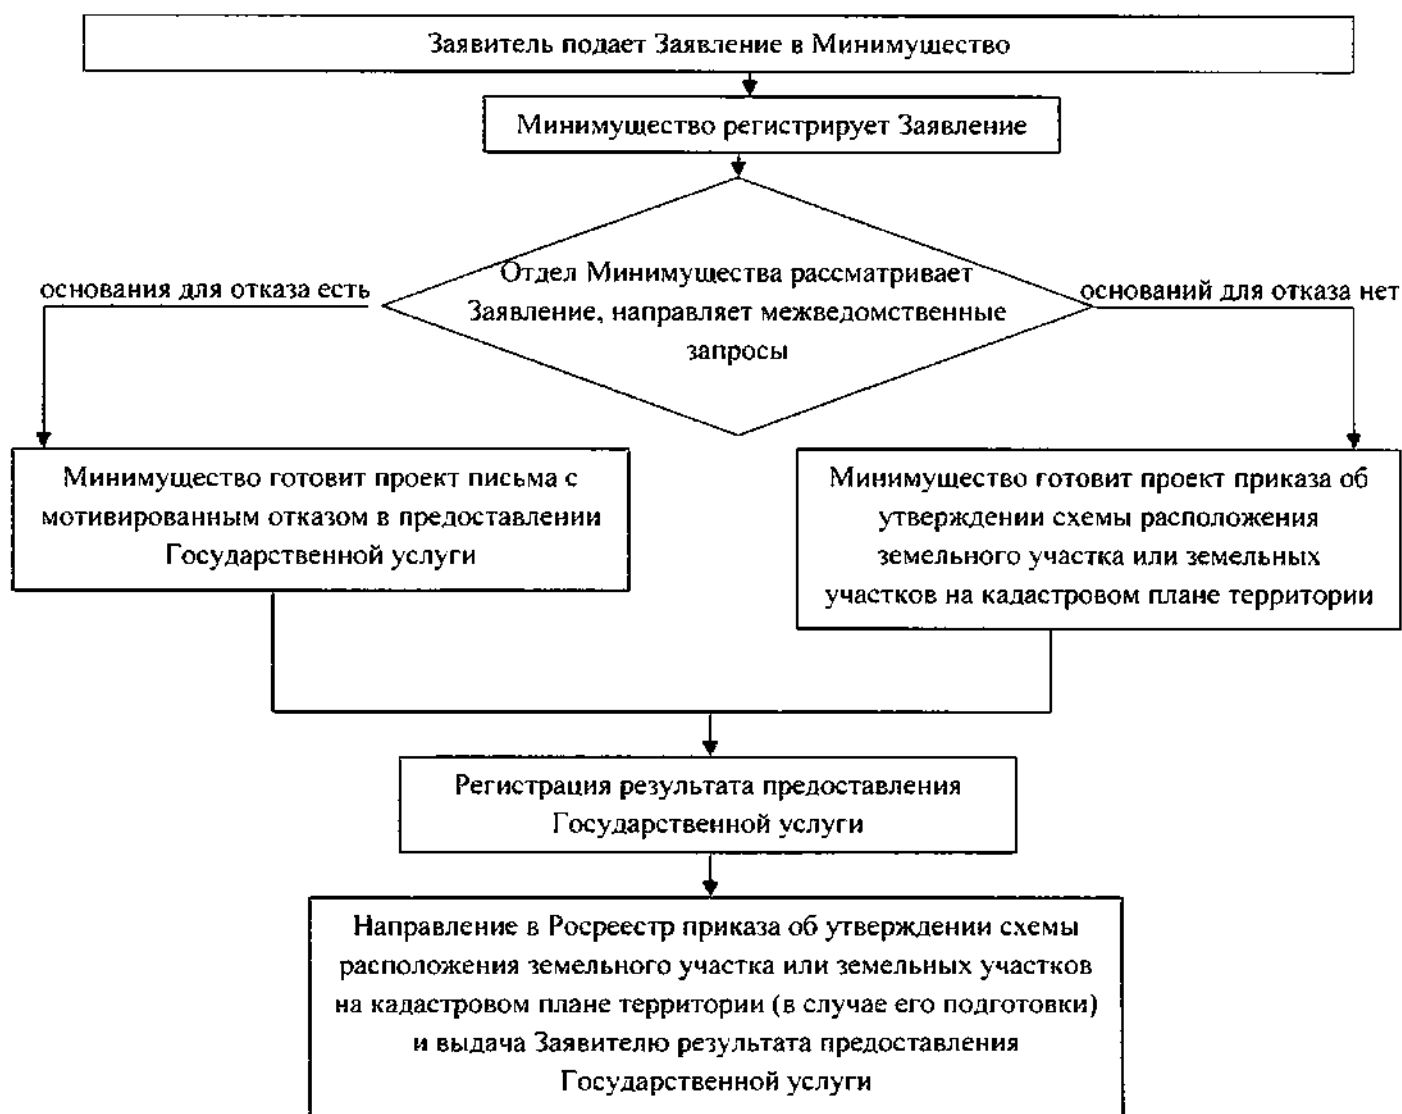 Заявитель подает Заявление в Минимущество
Минимущество регистрирует Заявление
Отдел Минимущества рассматривает
Заявление, направляет межведомственные
запросы
основания для отказа есть
оснований для отказа нет
Минимущество готовит проект письма с
мотивированным отказом в предоставлении
Государственной услуги
Минимущество готовит проект приказа об
утверждении схемы расположения
земельного участка или земельных
участков на кадастровом плане территории
Регистрация результата предоставления
Государственной услуги
Направление в Росреестр приказа об утверждении схемы
расположения земельного участка или земельных участков
на кадастровом плане территории (в случае его подготовки)
и выдача Заявителю результата предоставления
Государственной услуги